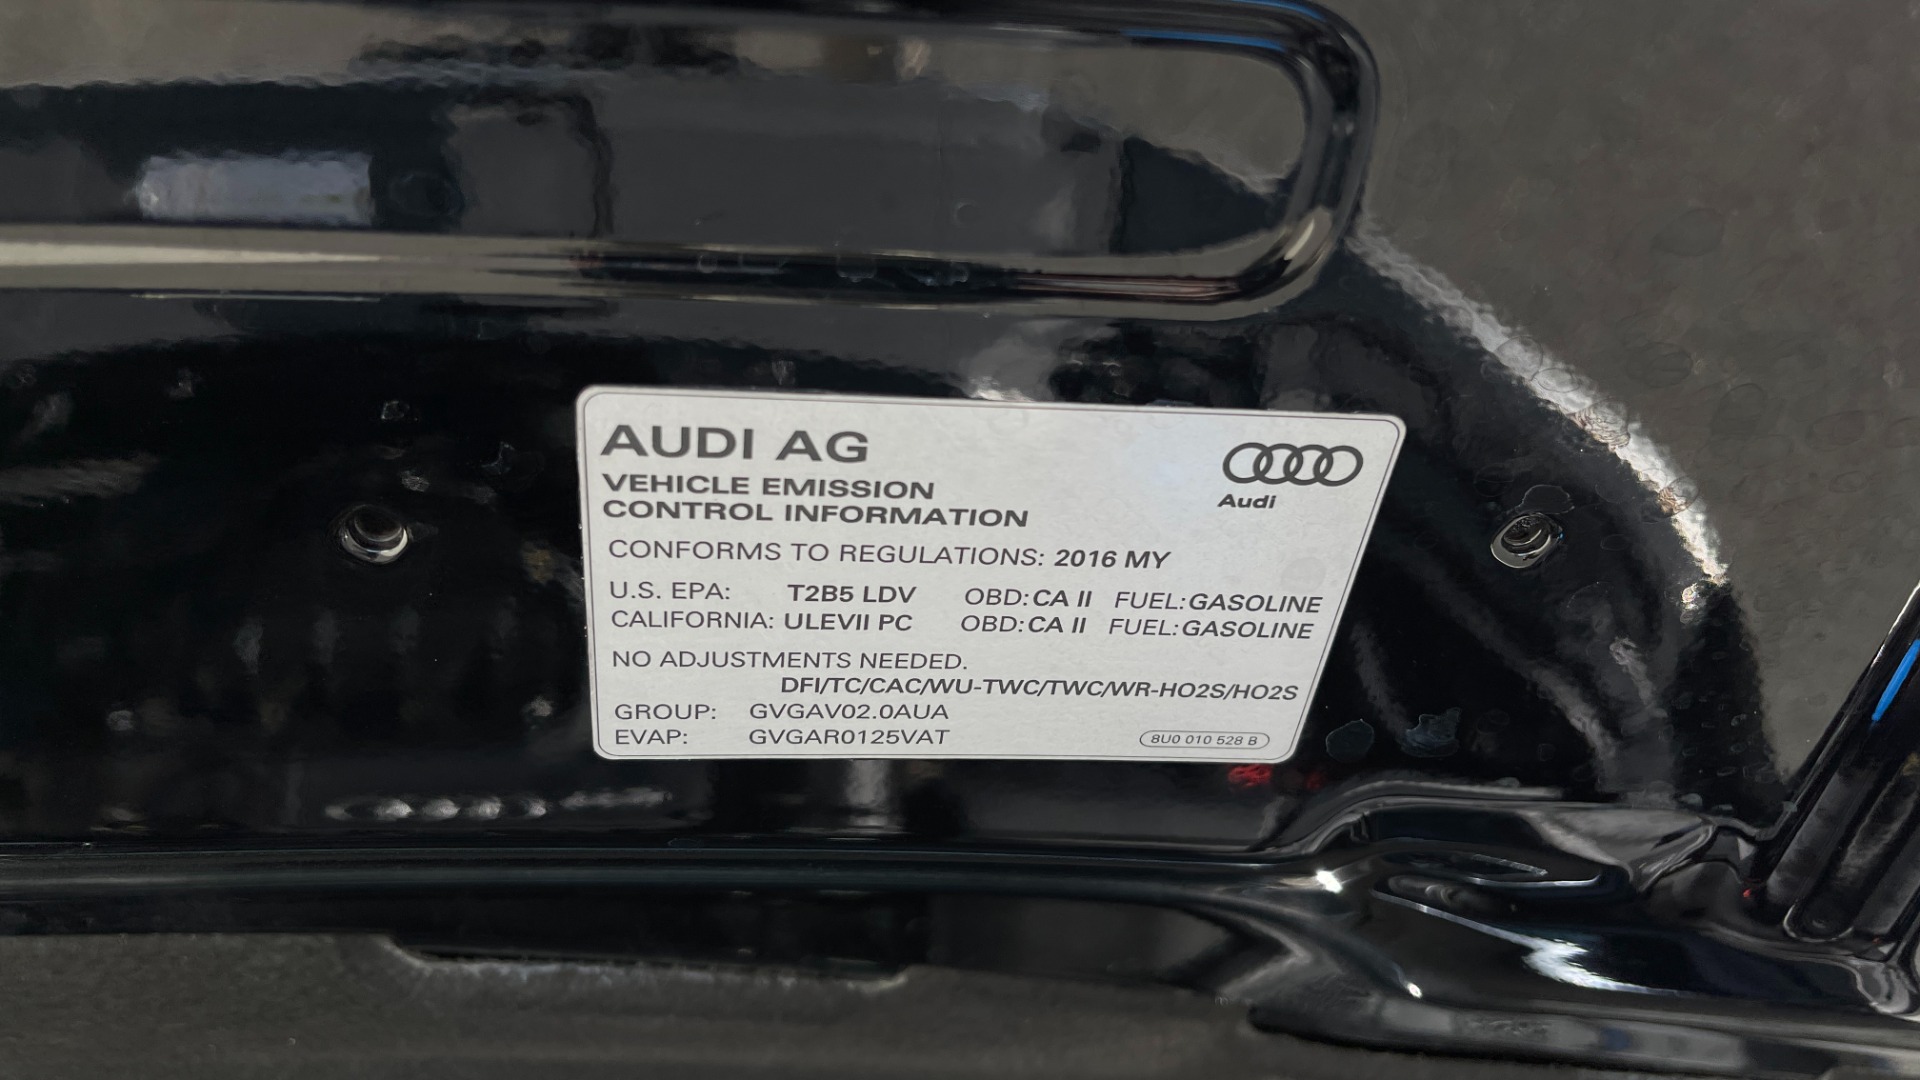 AUDI AG
VEHICLE EMISSION
CONTROL INFORMATION
Audi
CONFORMS TO REGULATIONS: 2016 MY
U.S. EPA: T2B5 LDV OBD: CA II FUEL: GASOLINE
CALIFORNIA: ULEVII PC OBD: CA II FUEL: GASOLINE
NO ADJUSTMENTS NEEDED.
DFI/TC/CAC/WU-TWC/TWC/WR-HO2S/HO2S
GROUP: GVGAV02.0AUA
EVAP: GVGAR0125VAT
8U0 010 528 B